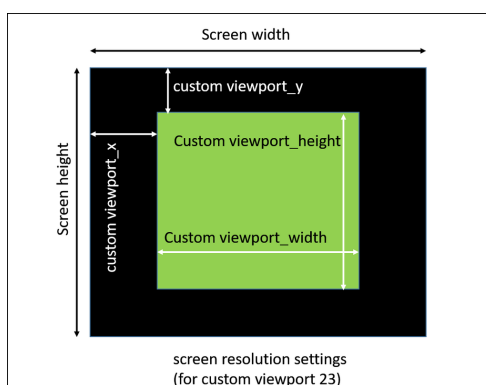 Screen width
custom viewport_y
Screen height
custom viewport_x
Custom viewport_height
Custom viewport_width
screen resolution settings
(for custom viewport 23)